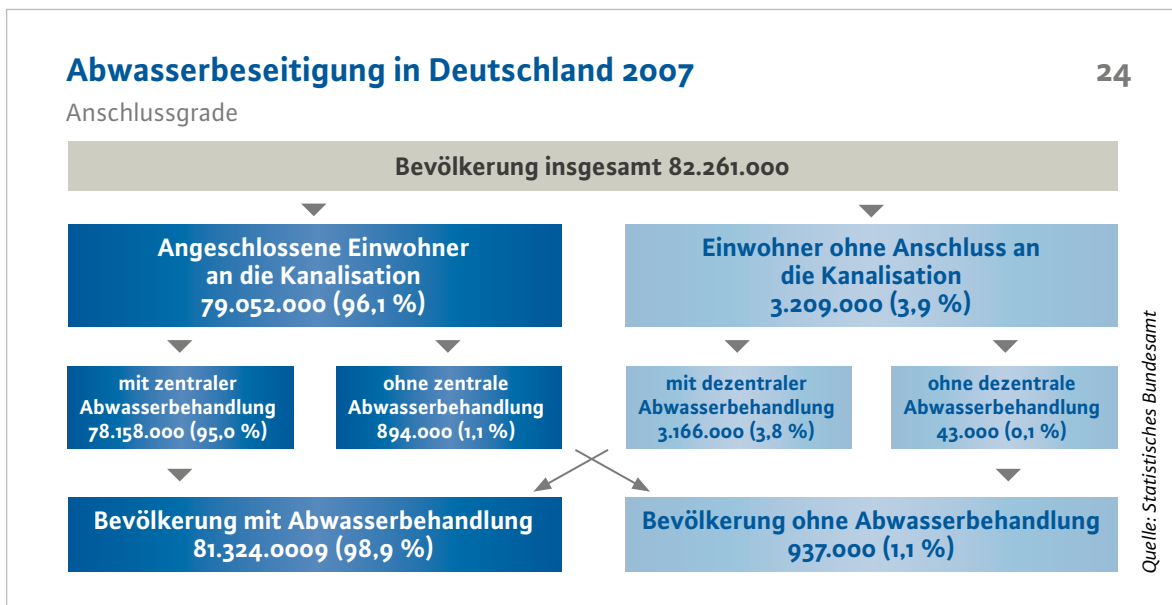 Abwasserbeseitigung in Deutschland 2007
24
Anschlussgrade
Bevölkerung insgesamt 82.261.000
Angeschlossene Einwohner
an die Kanalisation
79.052.000 (96,1 %)
Einwohner ohne Anschluss an
die Kanalisation
3.209.000 (3,9 %)
mit zentraler
Abwasserbehandlung
78.158.000 (95,0 %)
ohne zentrale
Abwasserbehandlung
894.000 (1,1 %)
mit dezentraler
Abwasserbehandlung
3.166.000 (3,8 %)
ohne dezentrale
Abwasserbehandlung
43.000 (0,1 %)
Bevölkerung mit Abwasserbehandlung
81.324.0009 (98,9 %)
Bevölkerung ohne Abwasserbehandlung
937.000 (1,1 %)
Quelle: Statistisches Bundesamt